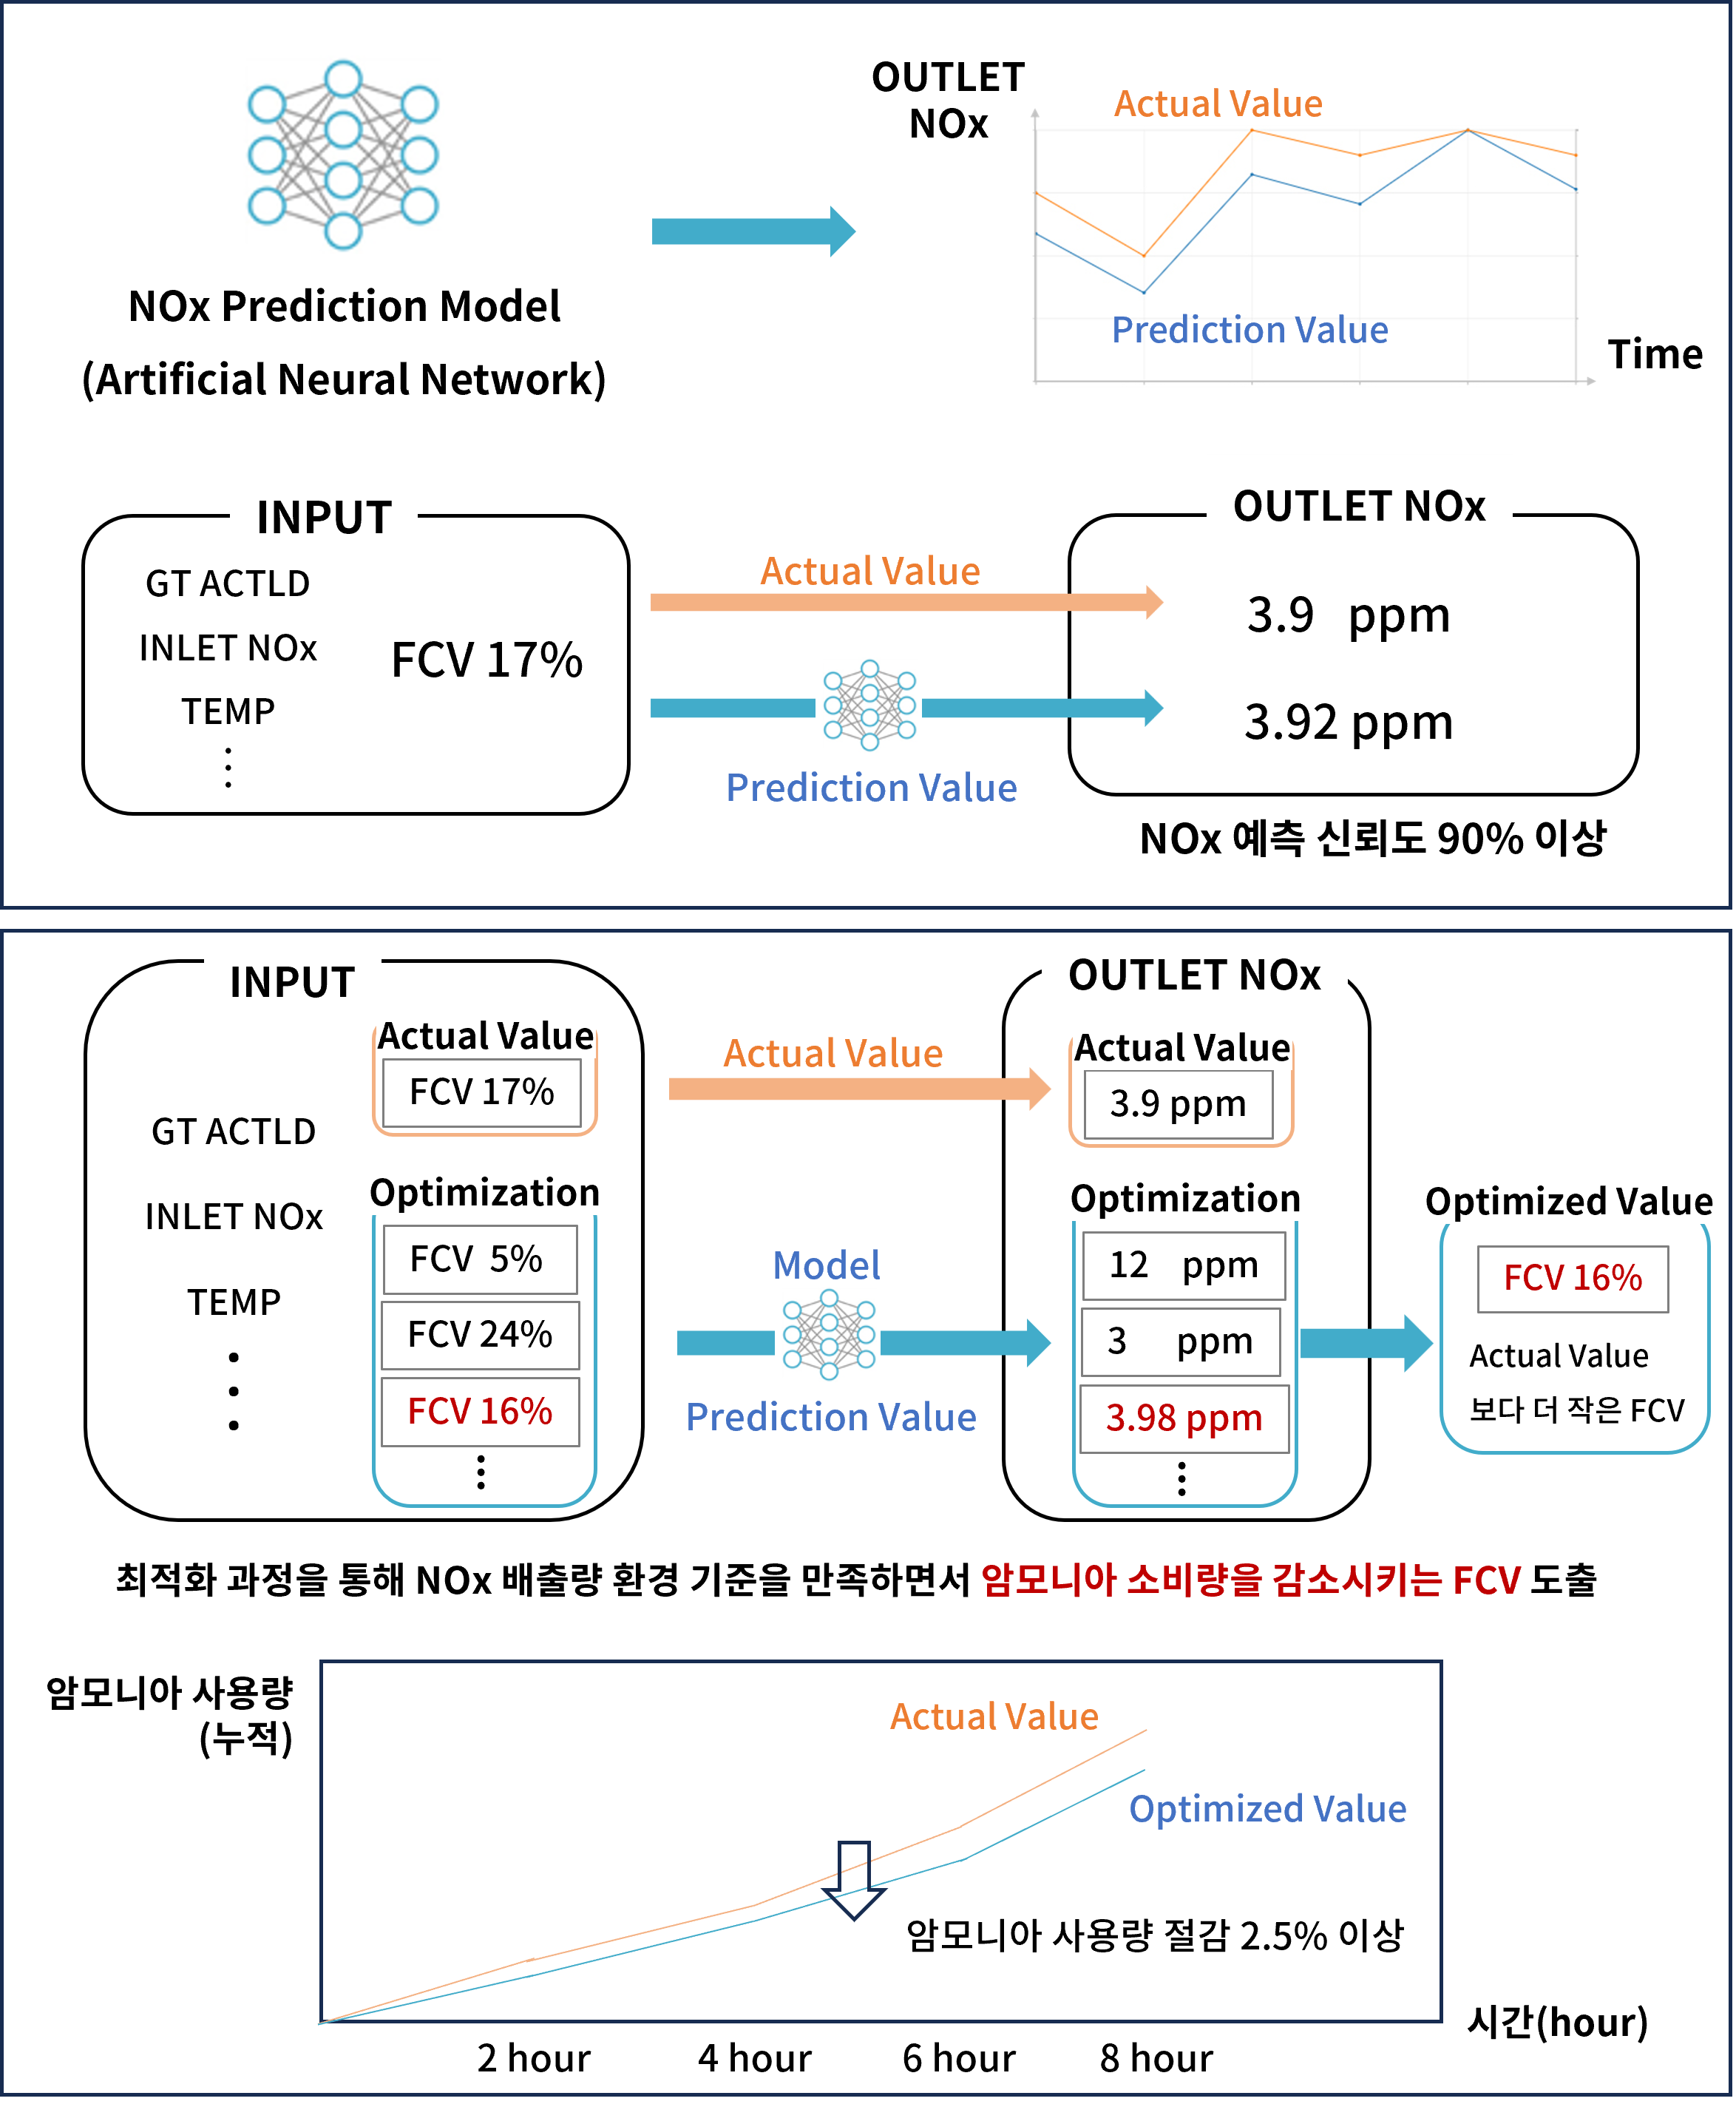 OUTLET
NOx
Actual Value
Prediction Value
Time
NOx Prediction Model
(Artificial Neural Network)
INPUT
GT ACTLD
INLET NOx
TEMP
⋮
FCV 17%
Actual Value
Prediction Value
OUTLET NOx
3.9 ppm
3.92 ppm
NOx 예측 신뢰도 90% 이상
INPUT
GT ACTLD
INLET NOx
TEMP
⋮
Actual Value
FCV 17%
Optimization
FCV 5%
FCV 24%
FCV 16%
⋮
Actual Value
Model
Prediction Value
OUTLET NOx
Actual Value
3.9 ppm
Optimization
12 ppm
3 ppm
3.98 ppm
⋮
Optimized Value
FCV 16%
Actual Value
보다 더 작은 FCV
최적화 과정을 통해 NOx 배출량 환경 기준을 만족하면서 암모니아 소비량을 감소시키는 FCV 도출
암모니아 사용량
(누적)
Actual Value
Optimized Value
암모니아 사용량 절감 2.5% 이상
시간(hour)
2 hour
4 hour
6 hour
8 hour